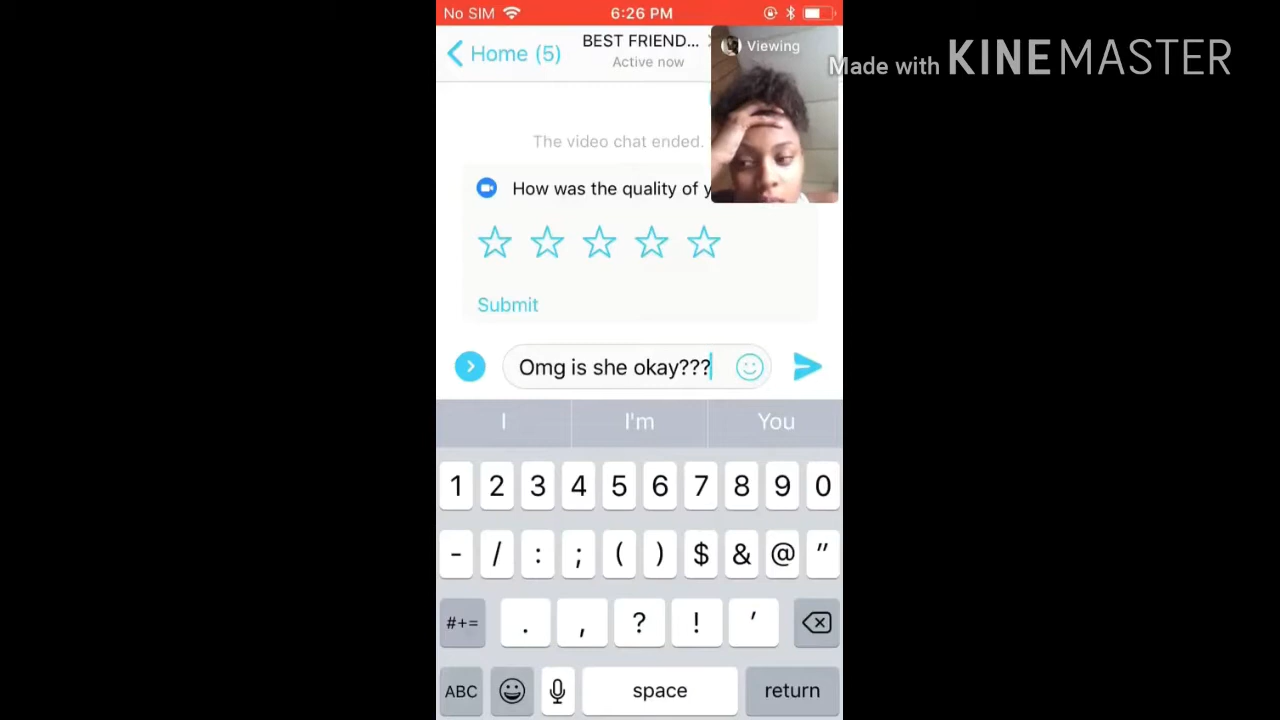 No SIM 6:26 PM
Home (5)
BEST FRIEND...
Active now
Viewing
Made with KINEMASTER
The video chat ended.
How was the quality of y
Submit
Omg is she okay???
I I'm You
1 2 3 4 5 6 7 8 9 0
- / : ; ( ) $ & @ "
#+= . , ? ! '
ABC space return